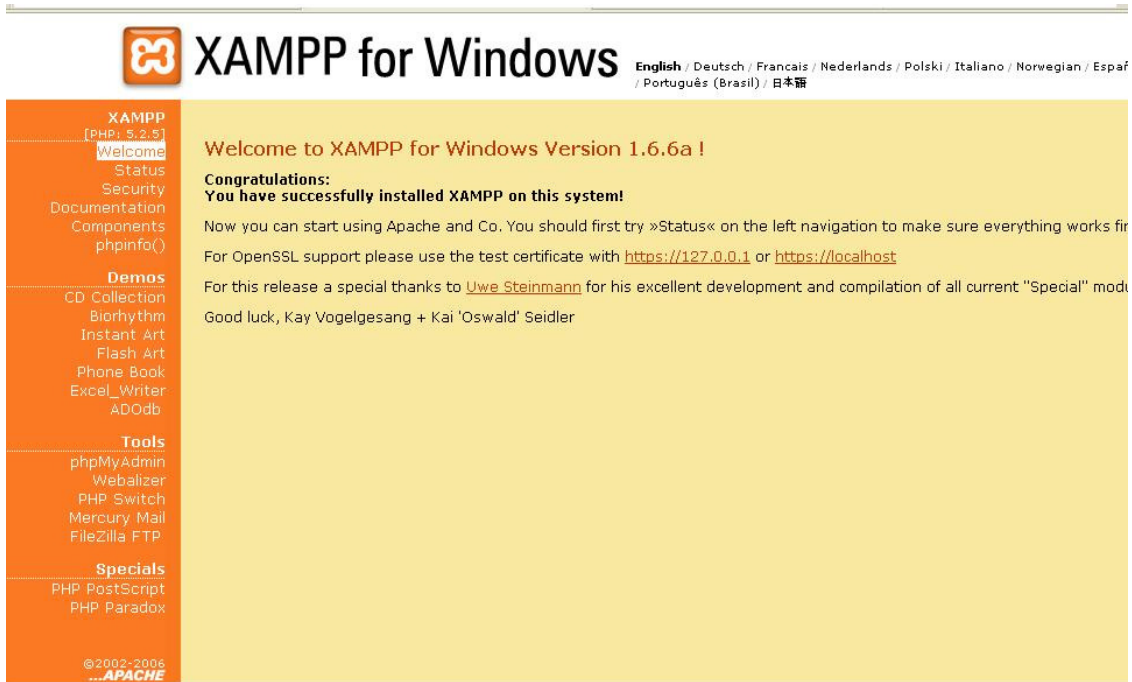 XAMPP for Windows
English / Deutsch / Francais / Nederlands / Polski / Italiano / Norwegian / Españ
/ Português (Brasil) / 日本語
XAMPP
[PHP: 5.2.5]
Welcome
Status
Security
Documentation
Components
phpinfo()
Demos
CD Collection
Biorhythm
Instant Art
Flash Art
Phone Book
Excel_Writer
ADOdb
Tools
phpMyAdmin
Webalizer
PHP Switch
Mercury Mail
FileZilla FTP
Specials
PHP PostScript
PHP Paradox
©2002-2006
...APACHE
Welcome to XAMPP for Windows Version 1.6.6a !
Congratulations:
You have successfully installed XAMPP on this system!
Now you can start using Apache and Co. You should first try »Status« on the left navigation to make sure everything works fin
For OpenSSL support please use the test certificate with https://127.0.0.1 or https://localhost
For this release a special thanks to Uwe Steinmann for his excellent development and compilation of all current "Special" modu
Good luck, Kay Vogelgesang + Kai 'Oswald' Seidler